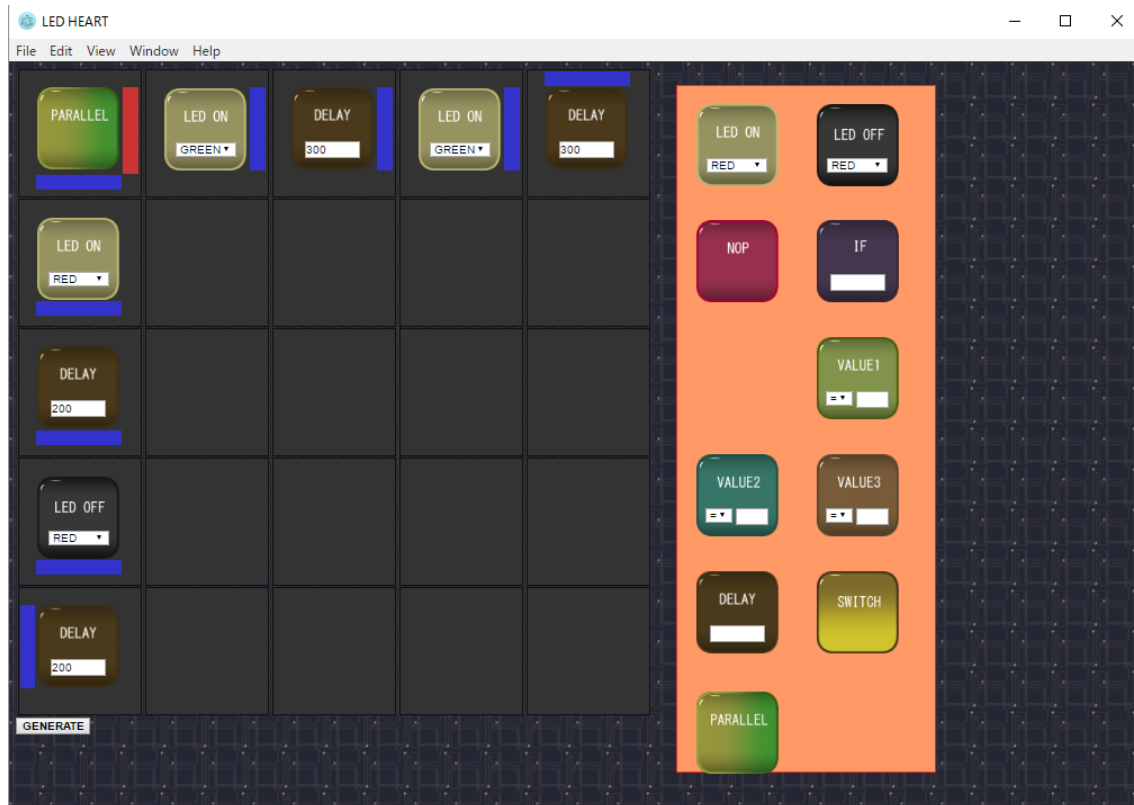 LED HEART
File Edit View Window Help
PARALLEL
LED ON
GREEN
DELAY
300
LED ON
GREEN
DELAY
300
LED ON
RED
DELAY
200
LED OFF
RED
DELAY
200
GENERATE
LED ON
RED
LED OFF
RED
NOP
IF
VALUE1
=
VALUE2
=
VALUE3
=
DELAY
SWITCH
PARALLEL